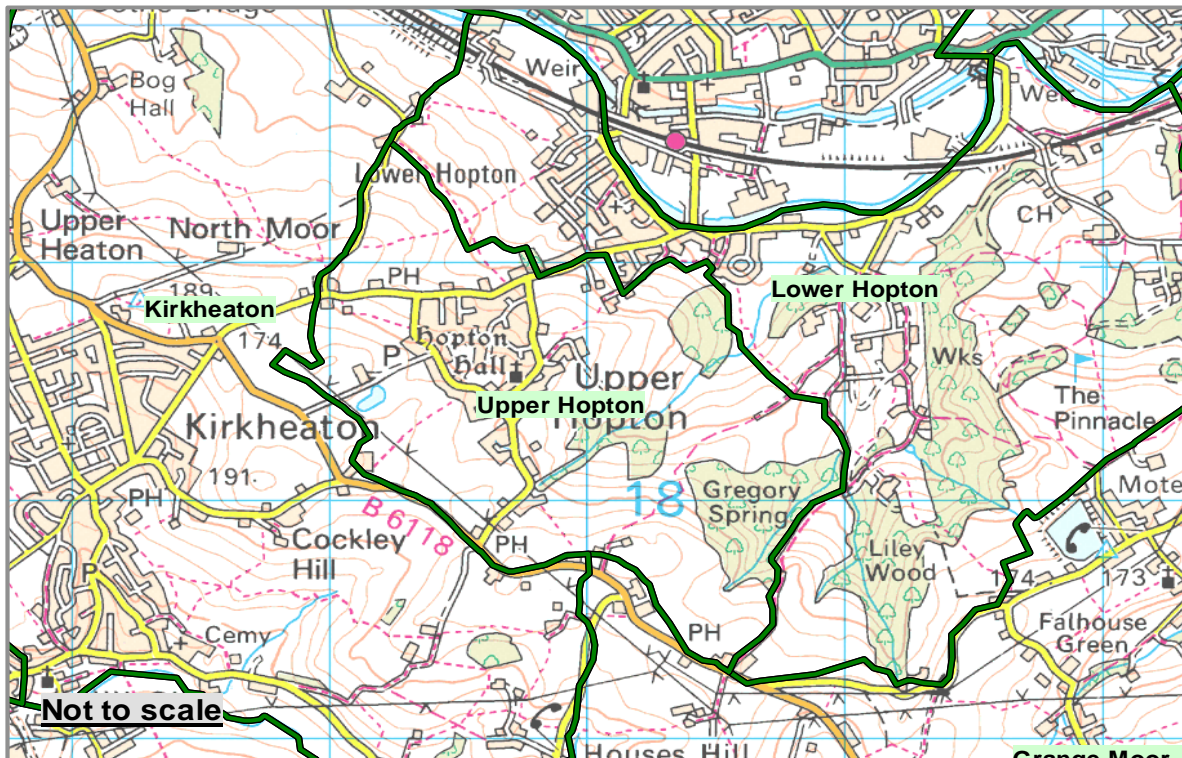 Bog
Hall
Weir
Weir
Lower Hopton
CH
Upper
Heaton
North Moor
PH
189
Kirkheaton
Lower Hopton
174
Hopton
Hall
P
Wks
Upper
Hopton
Upper Hopton
The
Pinnacle
Kirkheaton
191
PH
18
Gregory
Spring
Mote
B 6118
PH
Cockley
Hill
Liley
Wood
174
173
P
PH
Falhouse
Green
Cemy
Not to scale
Houses Hill
Grange Moor